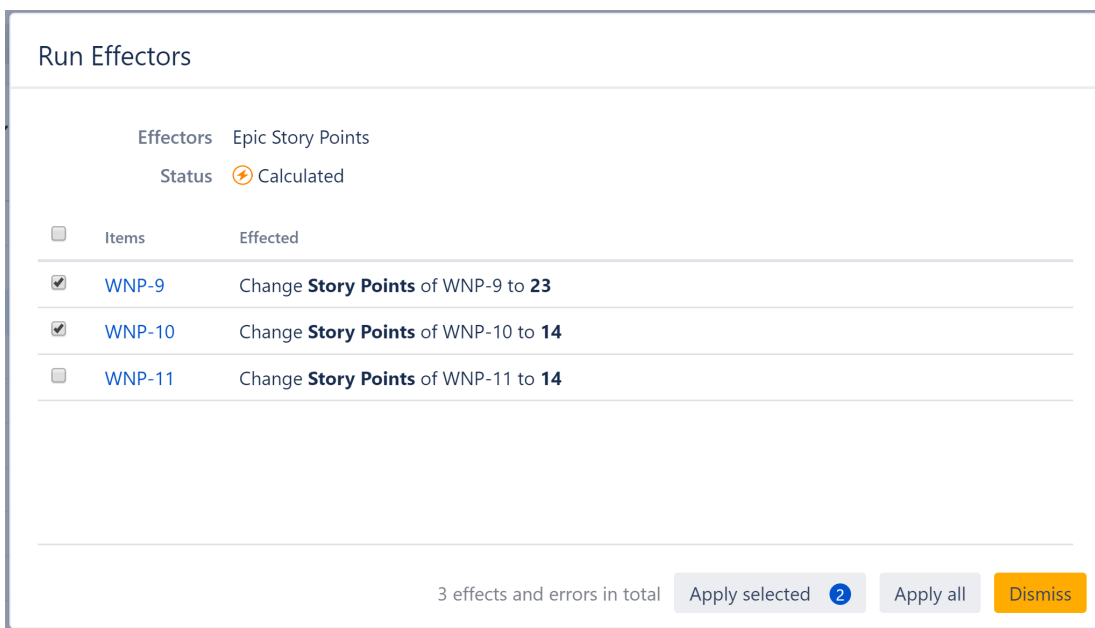 Run Effectors
Effectors Epic Story Points
Status Calculated
Items Effected
WNP-9 Change Story Points of WNP-9 to 23
WNP-10 Change Story Points of WNP-10 to 14
WNP-11 Change Story Points of WNP-11 to 14
3 effects and errors in total Apply selected 2 Apply all Dismiss